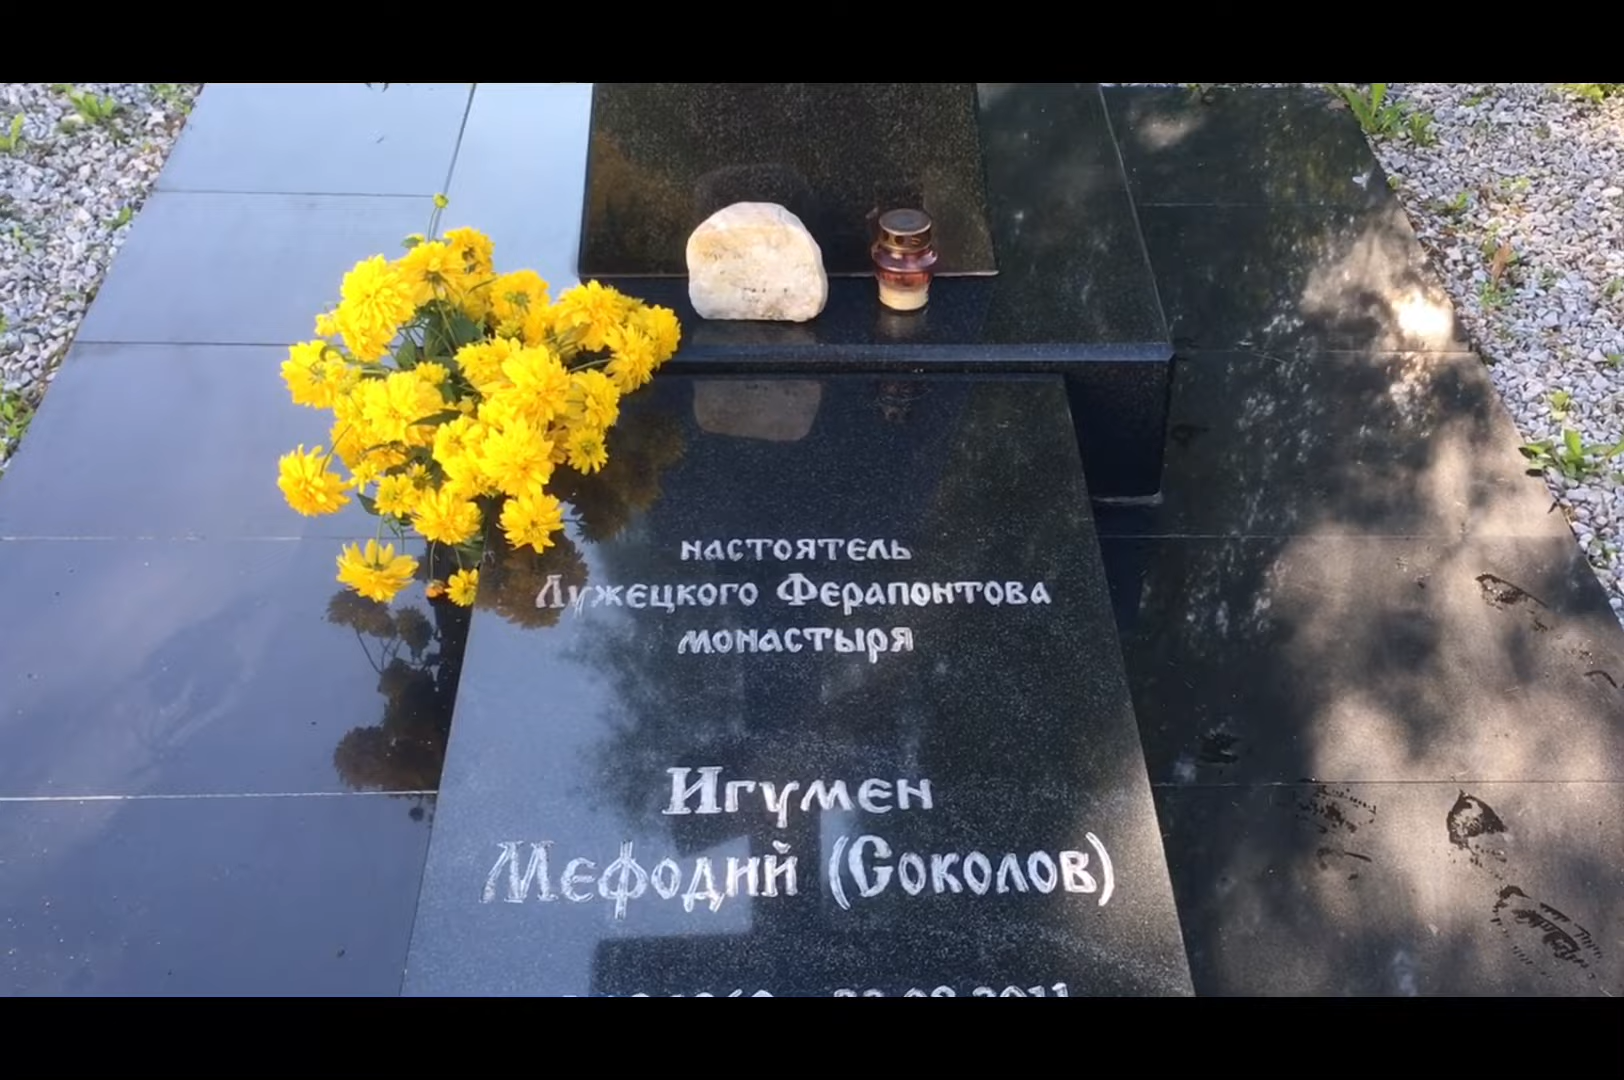 настоятель
Лужецкого Ферапонтова
монастыря
Игумен
Мефодий (Соколов)